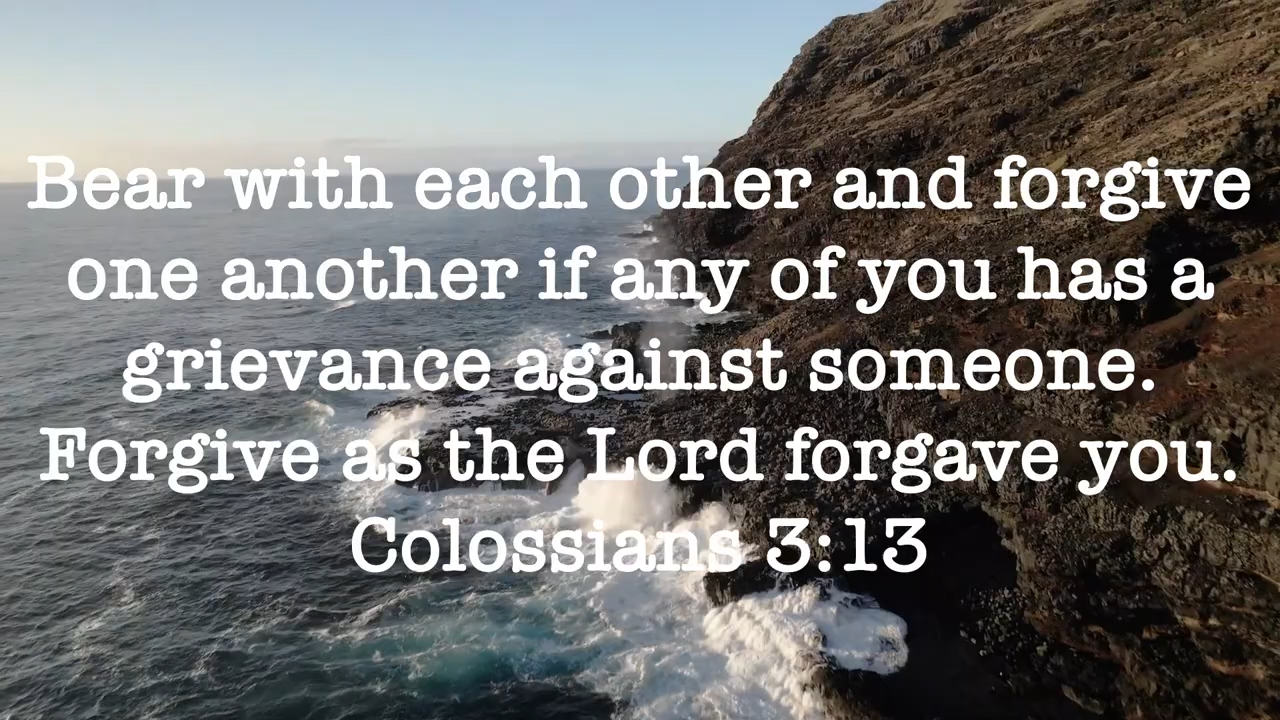 Bear with each other and forgive
one another if any of you has a
grievance against someone.
Forgive as the Lord forgave you.
Colossians 3:13